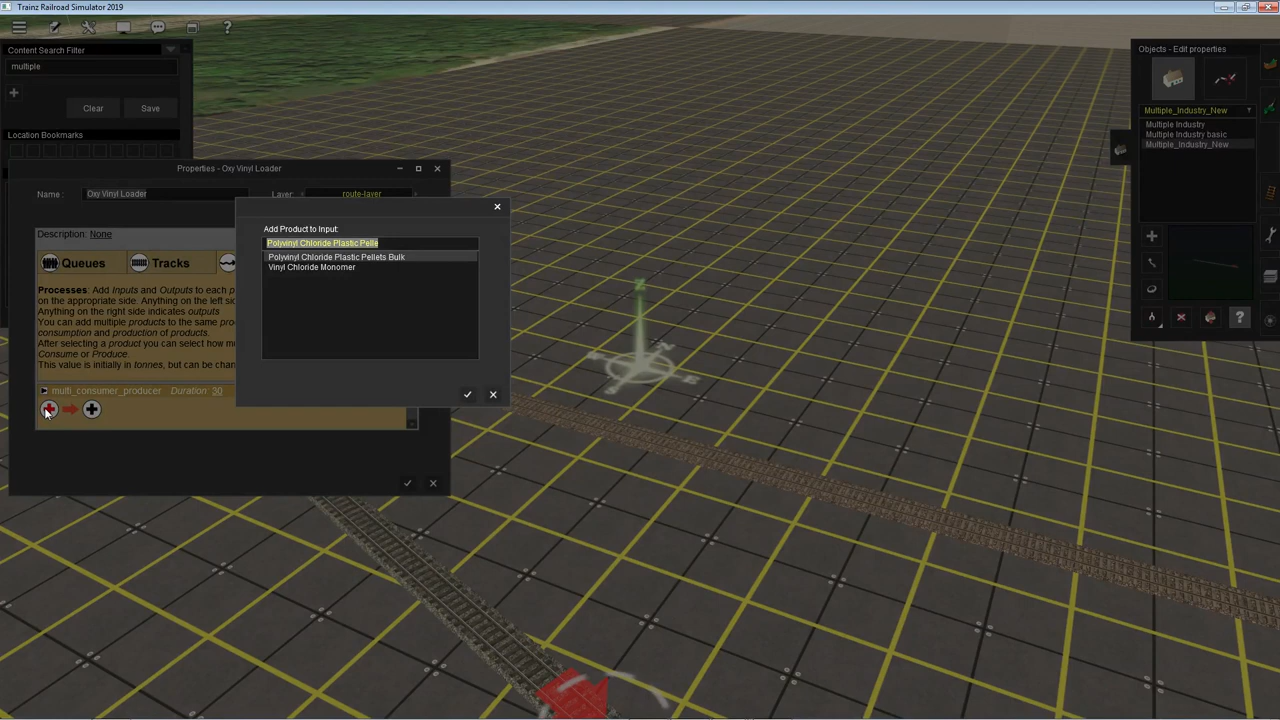 Trainz Railroad Simulator 2019
Content Search Filter
multiple
Clear
Save
Location Bookmarks
Properties - Oxy Vinyl Loader
Name :
Oxy Vinyl Loader
Layer:
route-layer
Description: None
Queues
Tracks
Processes: Add Inputs and Outputs to each
on the appropriate side. Anything on the left
Anything on the right side indicates outputs
You can add multiple products to the same
consumption and production of products.
After selecting a product you can select how
Consume or Produce.
This value is initially in tonnes, but can be
multi_consumer_producer Duration: 30
Add Product to Input:
Polyvinyl Chloride Plastic Pelle
Polyvinyl Chloride Plastic Pellets Bulk
Vinyl Chloride Monomer
Objects - Edit properties
Multiple_Industry_New
Multiple Industry
Multiple Industry basic
Multiple_Industry_New
N